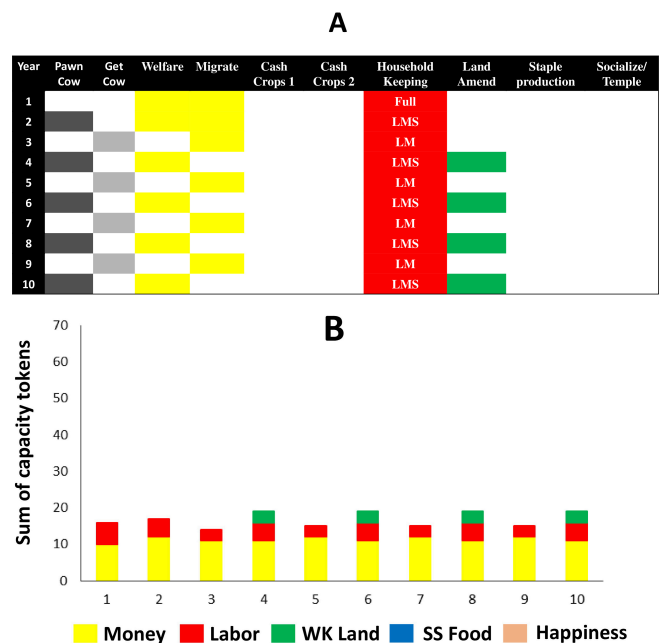 A
Year Pawn Cow Get Cow Welfare Migrate Cash Crops 1 Cash Crops 2 Household Keeping Land Amend Staple production Socialize/ Temple
1 Full
2 LMS
3 LM
4 LMS
5 LM
6 LMS
7 LM
8 LMS
9 LM
10 LMS
B
Sum of capacity tokens
70
60
50
40
30
20
10
0
1 2 3 4 5 6 7 8 9 10
Money Labor WK Land SS Food Happiness